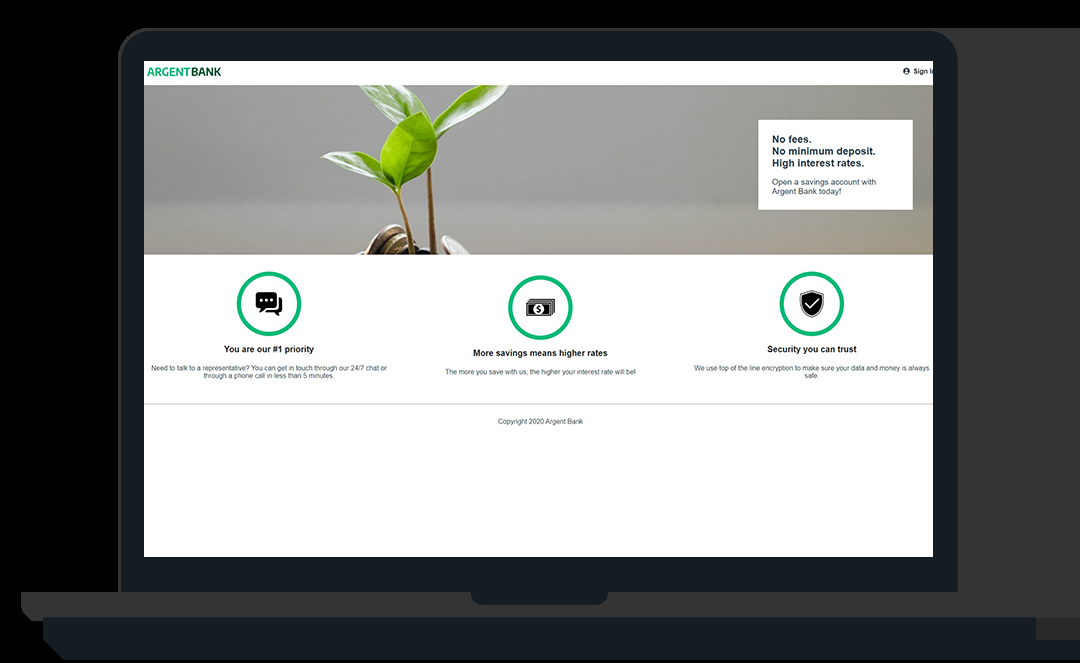 ARGENTBANK
Sign I
No fees.
No minimum deposit.
High interest rates.
Open a savings account with
Argent Bank today!
You are our #1 priority
Need to talk to a representative? You can get in touch through our 24/7 chat or
through a phone call in less than 5 minutes.
More savings means higher rates
The more you save with us, the higher your interest rate will be!
Security you can trust
We use top of the line encryption to make sure your data and money is always
safe.
Copyright 2020 Argent Bank